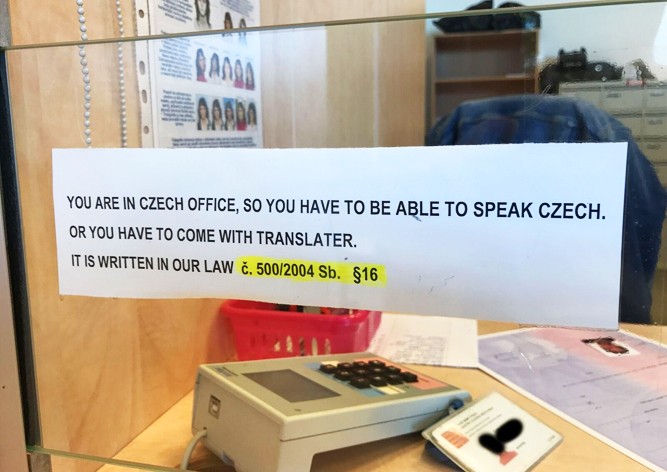 YOU ARE IN CZECH OFFICE, SO YOU HAVE TO BE ABLE TO SPEAK CZECH.
OR YOU HAVE TO COME WITH TRANSLATER.
IT IS WRITTEN IN OUR LAW č. 500/2004 Sb. §16